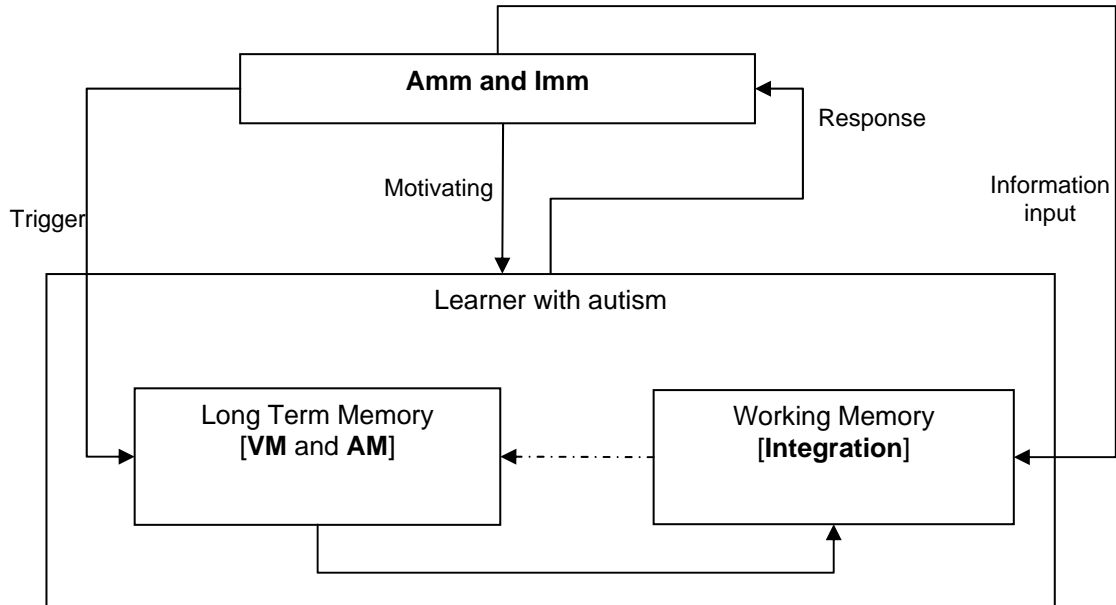 Amm and Imm
Response
Motivating
Information
input
Trigger
Learner with autism
Long Term Memory
[VM and AM]
Working Memory
[Integration]